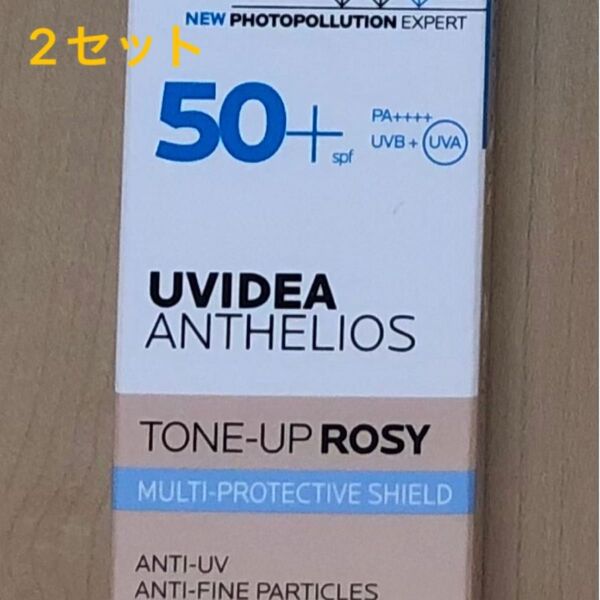 NEW PHOTOPOLLUTION EXPERT
２セット
50+ spf
PA++++
UVB + UVA
UVIDEA
ANTHELIOS
TONE-UP ROSY
MULTI-PROTECTIVE SHIELD
ANTI-UV
ANTI-FINE PARTICLES